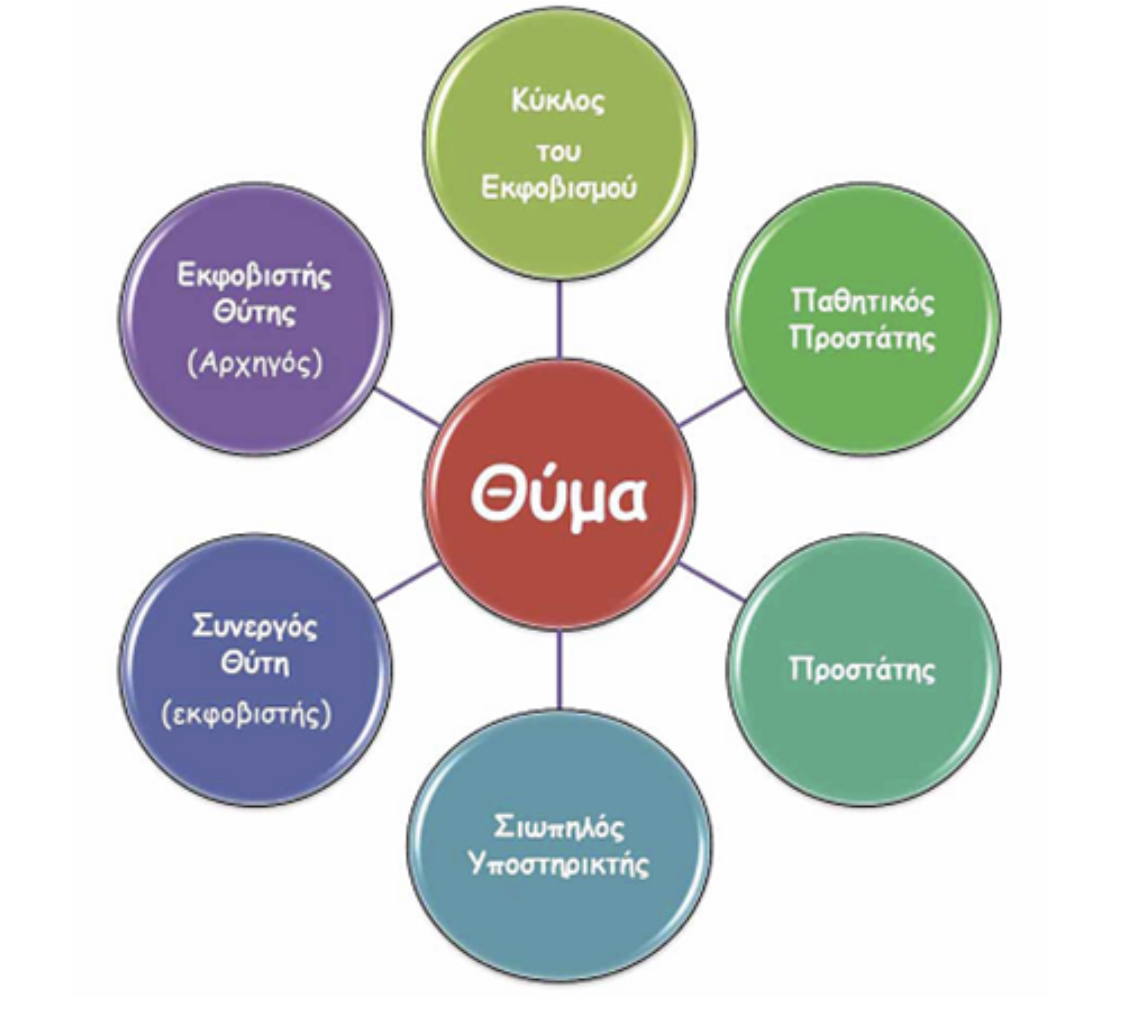 Κύκλος
του
Εκφοβισμού
Εκφοβιστής
Θύτης
(Αρχηγός)
Παθητικός
Προστάτης
Θύμα
Συνεργός
Θύτη
(εκφοβιστής)
Προστάτης
Σιωπηλός
Υποστηρικτής